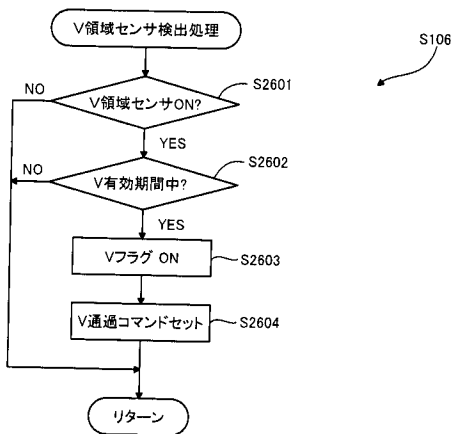 V領域センサ検出処理
S106
NO
V領域センサON?
S2601
YES
NO
V有効期間中?
S2602
YES
Vフラグ ON
S2603
V通過コマンドセット
S2604
リターン